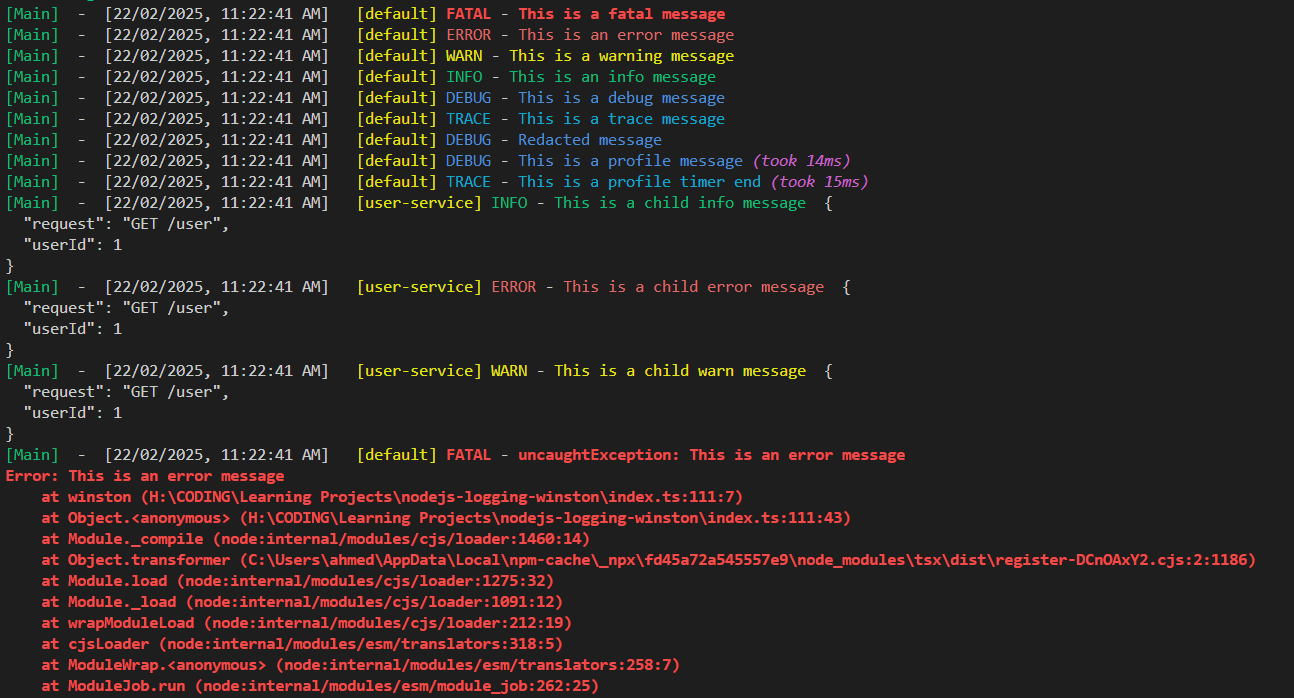 [Main]  -  [22/02/2025, 11:22:41 AM]   [default] FATAL - This is a fatal message
[Main]  -  [22/02/2025, 11:22:41 AM]   [default] ERROR - This is an error message
[Main]  -  [22/02/2025, 11:22:41 AM]   [default] WARN - This is a warning message
[Main]  -  [22/02/2025, 11:22:41 AM]   [default] INFO - This is an info message
[Main]  -  [22/02/2025, 11:22:41 AM]   [default] DEBUG - This is a debug message
[Main]  -  [22/02/2025, 11:22:41 AM]   [default] TRACE - This is a trace message
[Main]  -  [22/02/2025, 11:22:41 AM]   [default] DEBUG - Redacted message
[Main]  -  [22/02/2025, 11:22:41 AM]   [default] DEBUG - This is a profile message (took 14ms)
[Main]  -  [22/02/2025, 11:22:41 AM]   [default] TRACE - This is a profile timer end (took 15ms)
[Main]  -  [22/02/2025, 11:22:41 AM]   [user-service] INFO - This is a child info message  {
  "request": "GET /user",
  "userId": 1
}
[Main]  -  [22/02/2025, 11:22:41 AM]   [user-service] ERROR - This is a child error message  {
  "request": "GET /user",
  "userId": 1
}
[Main]  -  [22/02/2025, 11:22:41 AM]   [user-service] WARN - This is a child warn message  {
  "request": "GET /user",
  "userId": 1
}
[Main]  -  [22/02/2025, 11:22:41 AM]   [default] FATAL - uncaughtException: This is an error message
Error: This is an error message
    at winston (H:\CODING\Learning Projects\nodejs-logging-winston\index.ts:111:7)
    at Object.<anonymous> (H:\CODING\Learning Projects\nodejs-logging-winston\index.ts:111:43)
    at Module._compile (node:internal/modules/cjs/loader:1460:14)
    at Object.transformer (C:\Users\ahmed\AppData\Local\npm-cache\_npx\fd45a72a545557e9\node_modules\tsx\dist\register-DCnOAxY2.cjs:2:1186)
    at Module.load (node:internal/modules/cjs/loader:1275:32)
    at Module._load (node:internal/modules/cjs/loader:1091:12)
    at wrapModuleLoad (node:internal/modules/cjs/loader:212:19)
    at cjsLoader (node:internal/modules/esm/translators:318:5)
    at ModuleWrap.<anonymous> (node:internal/modules/esm/translators:258:7)
    at ModuleJob.run (node:internal/modules/esm/module_job:262:25)